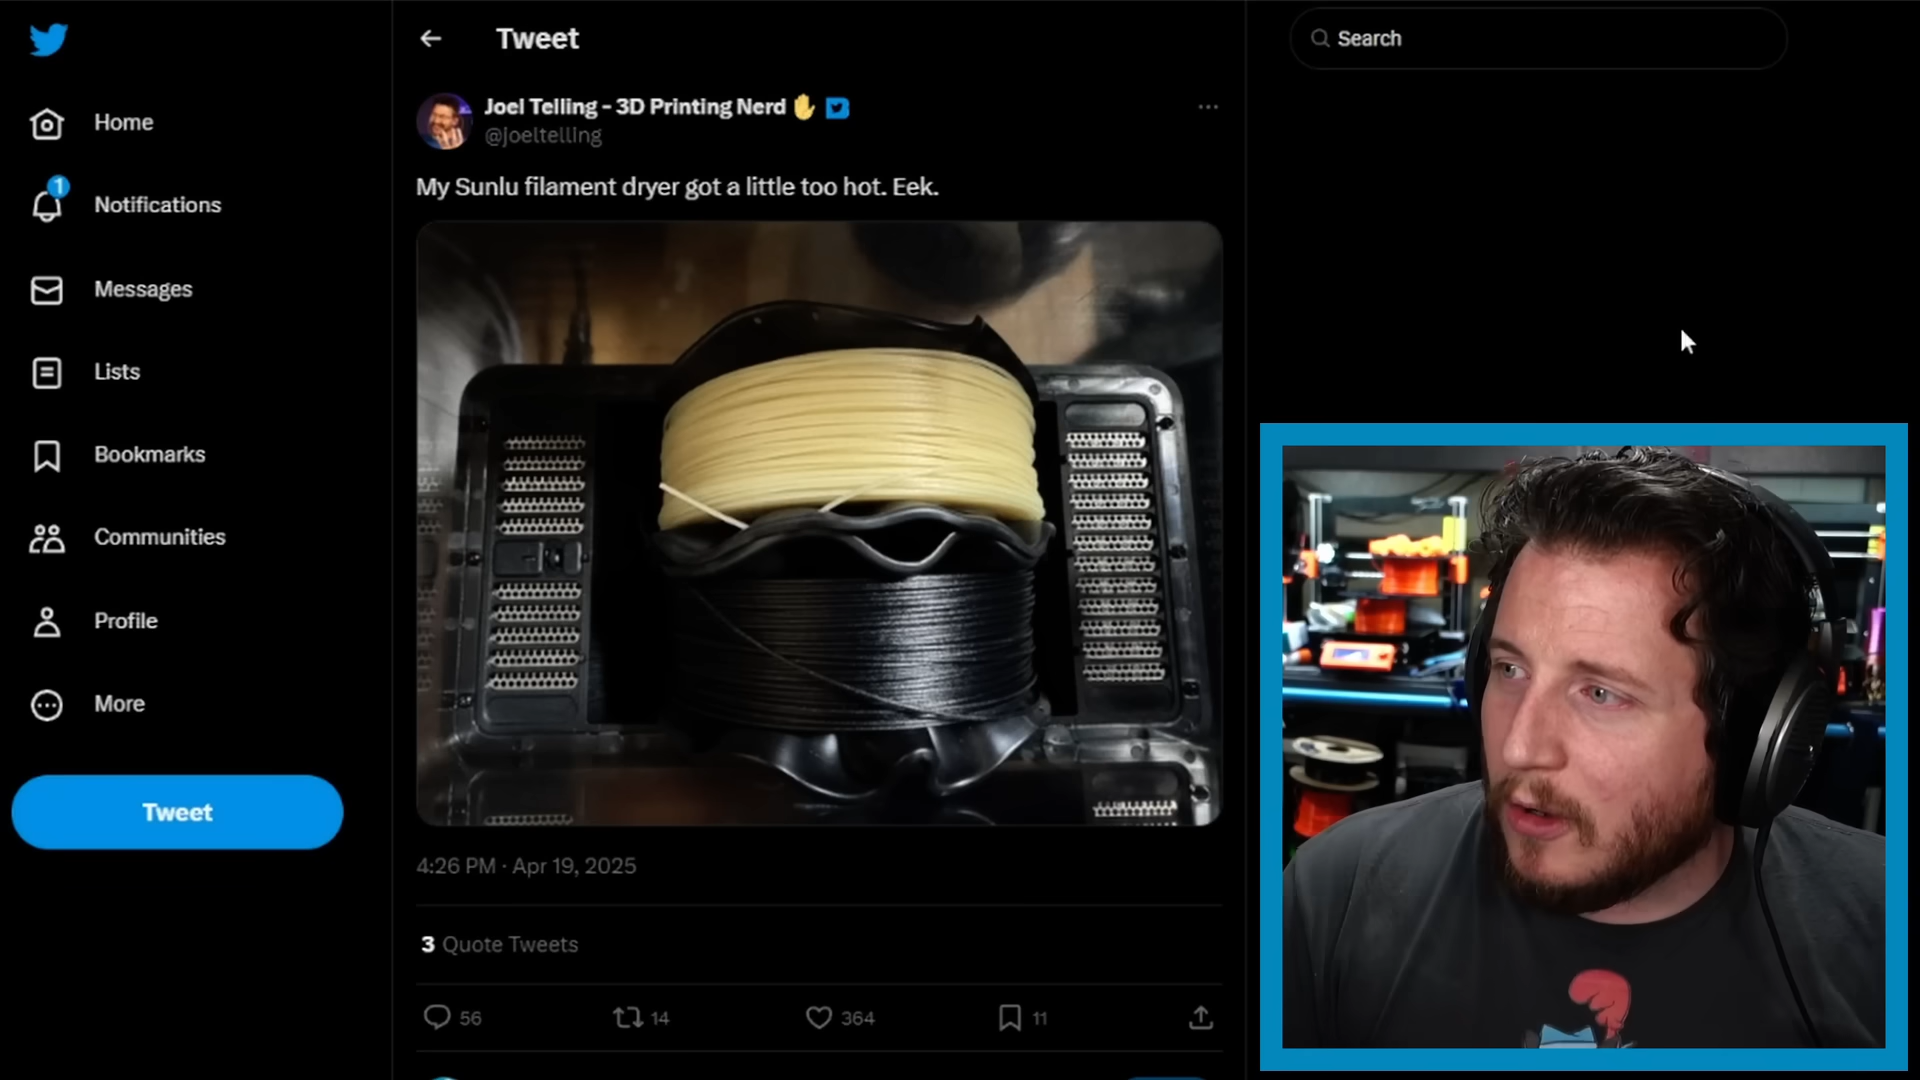 Tweet
Search
Joel Telling - 3D Printing Nerd
@joeltelling
My Sunlu filament dryer got a little too hot. Eek.
Home
1
Notifications
Messages
Lists
Bookmarks
Communities
Profile
More
Tweet
4:26 PM · Apr 19, 2025
3 Quote Tweets
56
14
364
11